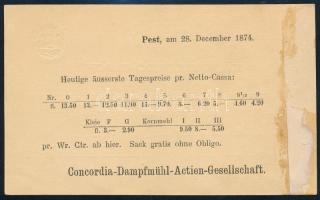 Pest, am 28. December 1874.
Heutige äusserste Tagespreise pr. Netto-Cassa:
Nr. 0 1 2 3 4 5 6 7 8 9½ 9
fl. 13.50 13.— 12.50 11.90 11.— 9.70 8.— 6.20 5.— 4.60 4.20
Kleie F G Kornmehl I II III
fl. 3.— 2.90 9.50 8.— 5.50
pr. Wr. Ctr. ab hier. Sack gratis ohne Obligo.
Concordia-Dampfmühl-Actien-Gesellschaft.